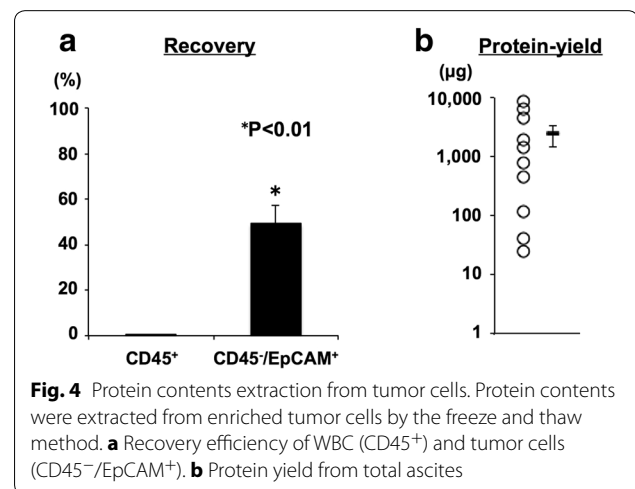 a
Recovery
(%)
100
80
60
40
20
0
*P<0.01
*
CD45⁺
CD45⁻/EpCAM⁺
b
Protein-yield
(µg)
10,000
1,000
100
10
1
Fig. 4 Protein contents extraction from tumor cells. Protein contents
were extracted from enriched tumor cells by the freeze and thaw
method. a Recovery efficiency of WBC (CD45⁺) and tumor cells
(CD45⁻/EpCAM⁺). b Protein yield from total ascites